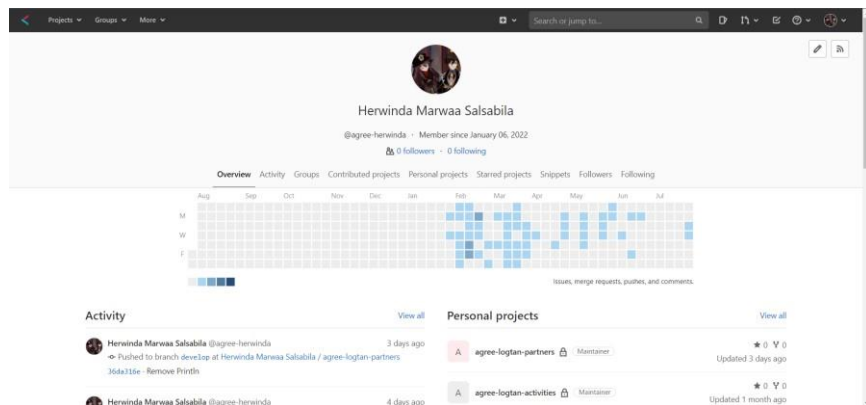 Projects Groups More Search or jump to...
Herwinda Marwaa Salsabila
@agree-herwinda · Member since January 06, 2022
0 followers · 0 following
Overview Activity Groups Contributed projects Personal projects Starred projects Snippets Followers Following
Aug Sep Oct Nov Dec Jan Feb Mar Apr May Jun Jul
M
W
F
Issues, merge requests, pushes, and comments.
Activity View all
Herwinda Marwaa Salsabila @agree-herwinda 3 days ago
Pushed to branch develop at Herwinda Marwaa Salsabila / agree-logtan-partners
36da316e · Remove Println
Herwinda Marwaa Salsabila @agree-herwinda 4 days ago
Personal projects View all
A agree-logtan-partners Maintainer 0 0
Updated 3 days ago
A agree-logtan-activities Maintainer 0 0
Updated 1 month ago